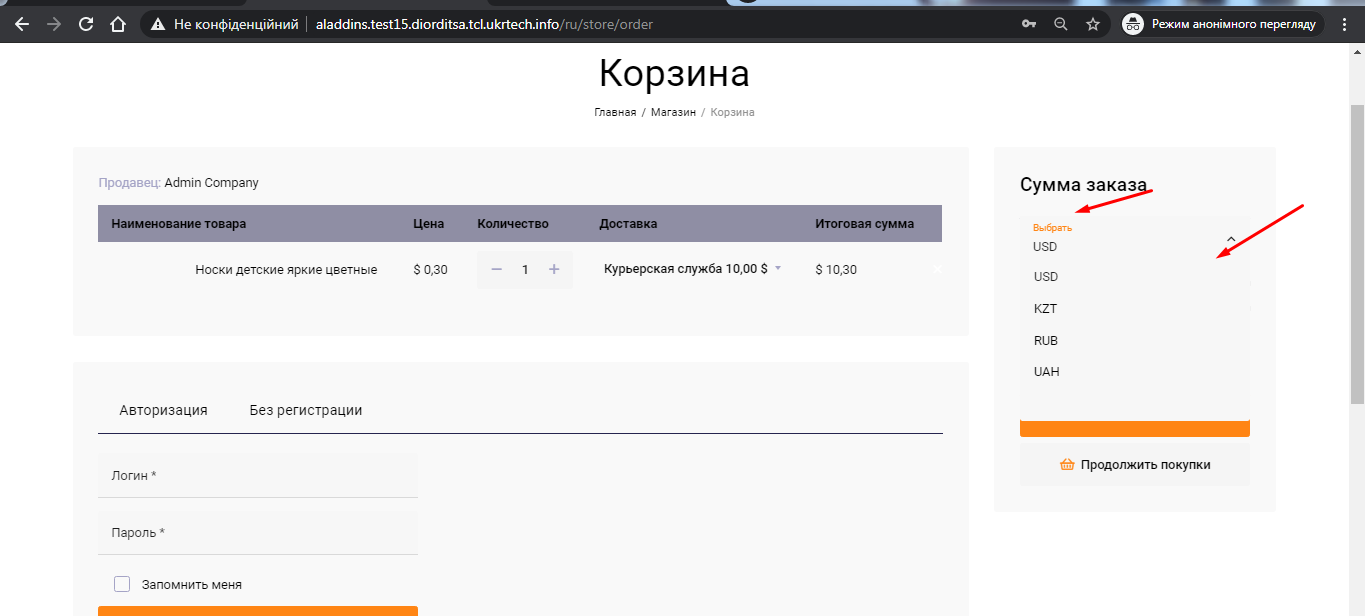 Не конфіденційний
aladdins.test15.diorditsa.tcl.ukrtech.info/ru/store/order
Режим анонімного перегляду
Корзина
Главная / Магазин / Корзина
Продавец: Admin Company
Наименование товара Цена Количество Доставка Итоговая сумма
Носки детские яркие цветные $ 0,30 − 1 + Курьерская служба 10,00 $ $ 10,30
Сумма заказа
Выбрать
USD
USD
KZT
RUB
UAH
Продолжить покупки
Авторизация Без регистрации
Логин *
Пароль *
Запомнить меня